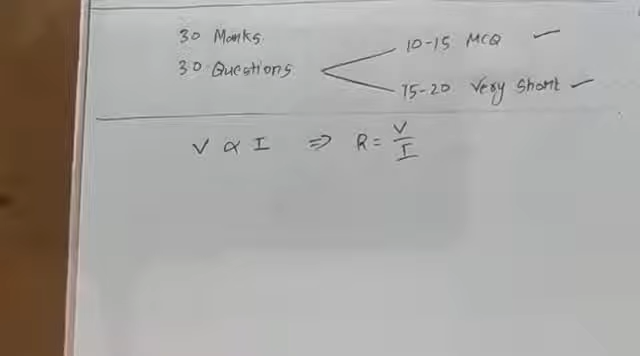 30 Marks.
30 Questions
10-15 MCQ
15-20 Very Short
V ∝ I ⇒ R = V/I